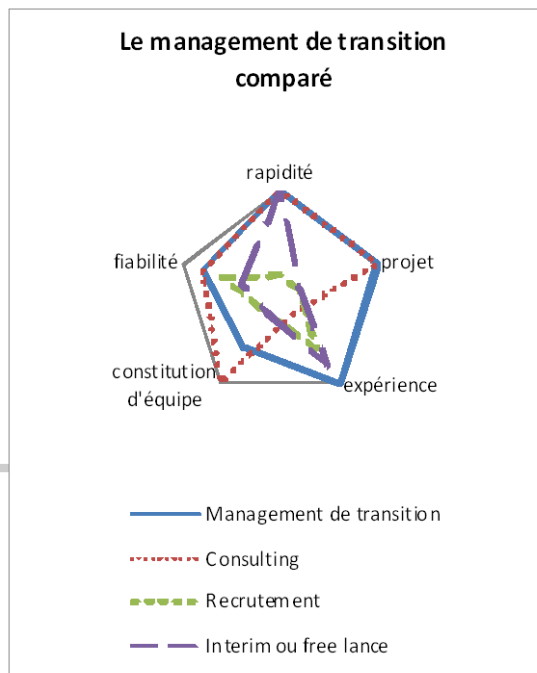 Le management de transition
comparé
rapidité
projet
expérience
constitution
d'équipe
fiabilité
Management de transition
Consulting
Recrutement
Interim ou free lance